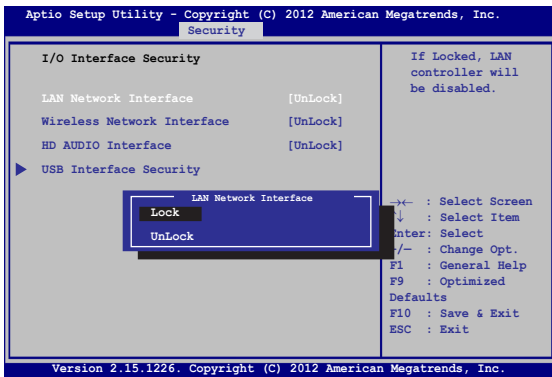 Aptio Setup Utility - Copyright (C) 2012 American Megatrends, Inc.
Security
I/O Interface Security
LAN Network Interface [UnLock]
Wireless Network Interface [UnLock]
HD AUDIO Interface [UnLock]
USB Interface Security
If Locked, LAN
controller will
be disabled.
LAN Network Interface
Lock
UnLock
→← : Select Screen
↓ : Select Item
nter: Select
/— : Change Opt.
F1 : General Help
F9 : Optimized
Defaults
F10 : Save & Exit
ESC : Exit
Version 2.15.1226. Copyright (C) 2012 American Megatrends, Inc.